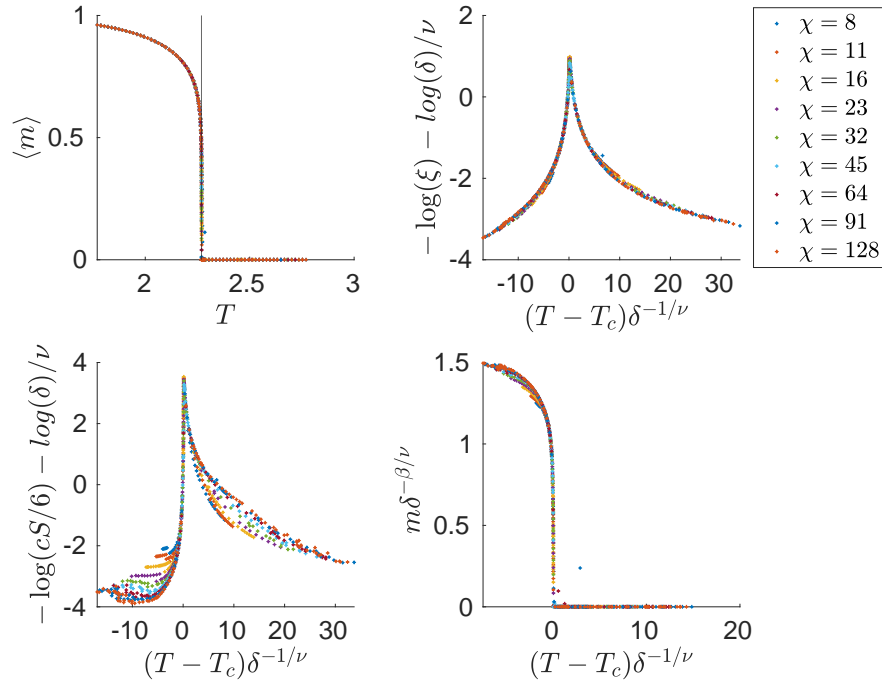 ⟨m⟩
1
0.5
0
2
2.5
3
T
− log(ξ) − log(δ)/ν
2
0
-2
-4
-10
0
10
20
30
(T − T_c)δ^{−1/ν}
χ = 8
χ = 11
χ = 16
χ = 23
χ = 32
χ = 45
χ = 64
χ = 91
χ = 128
− log(cS/6) − log(δ)/ν
4
2
0
-2
-4
-10
0
10
20
30
(T − T_c)δ^{−1/ν}
mδ^{−β/ν}
1.5
1
0.5
0
0
10
20
(T − T_c)δ^{−1/ν}